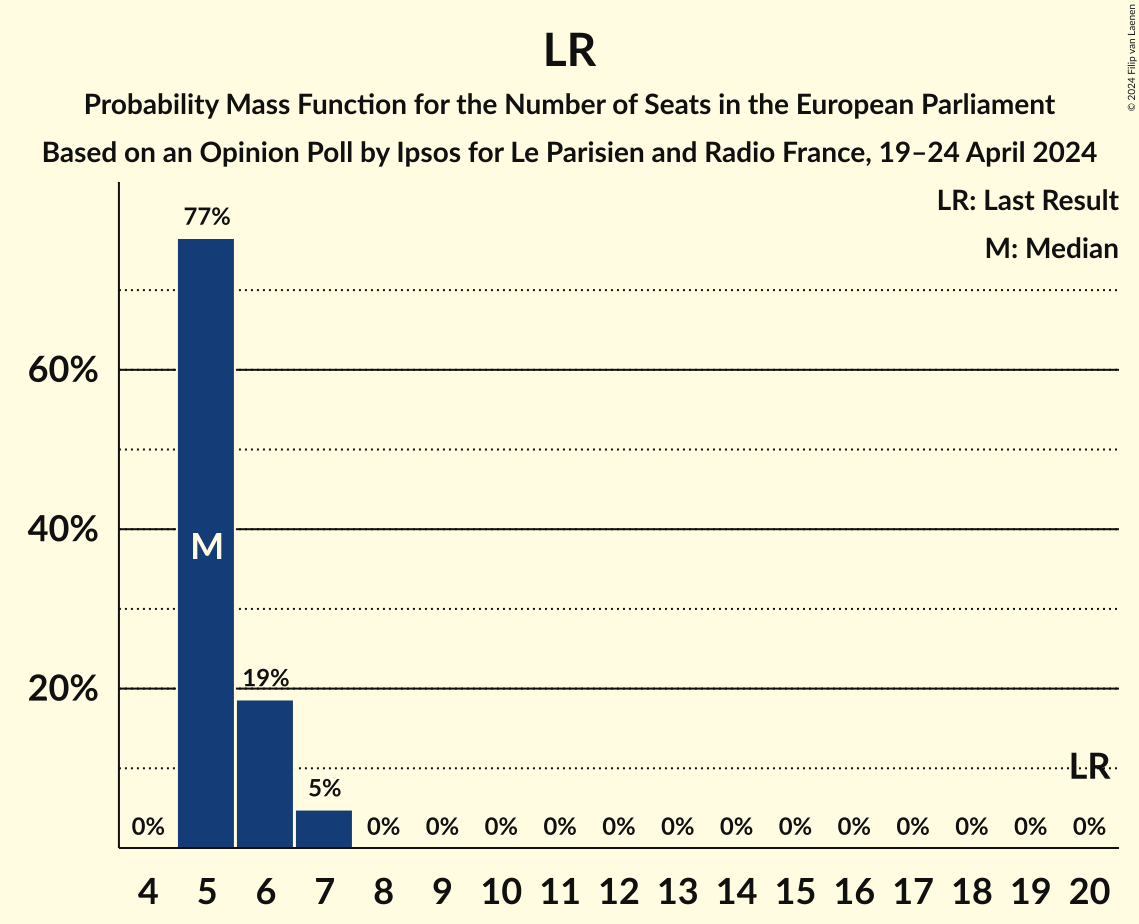 LR
Probability Mass Function for the Number of Seats in the European Parliament
Based on an Opinion Poll by Ipsos for Le Parisien and Radio France, 19–24 April 2024
© 2024 Filip van Laenen
LR: Last Result
M: Median
77%
60%
40%
M
19%
20%
LR
5%
0% 0% 0% 0% 0% 0% 0% 0% 0% 0% 0% 0% 0% 0%
4 5 6 7 8 9 10 11 12 13 14 15 16 17 18 19 20